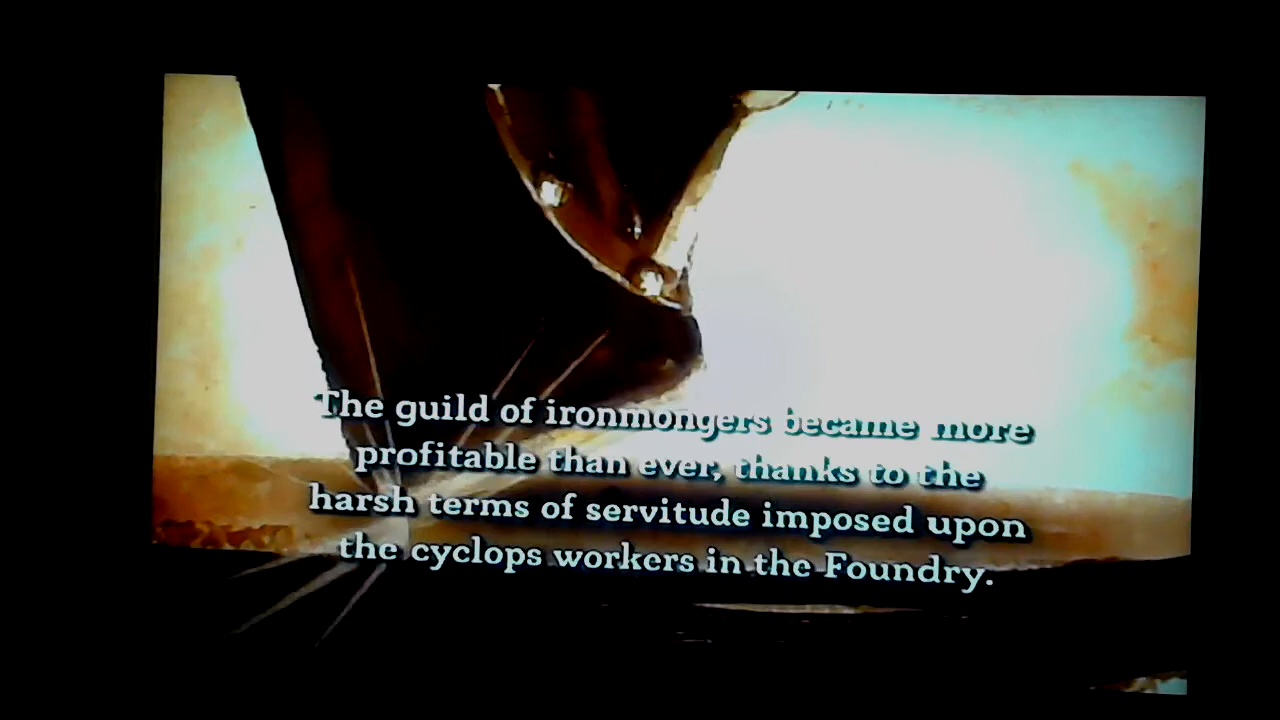 The guild of ironmongers became more
profitable than ever, thanks to the
harsh terms of servitude imposed upon
the cyclops workers in the Foundry.